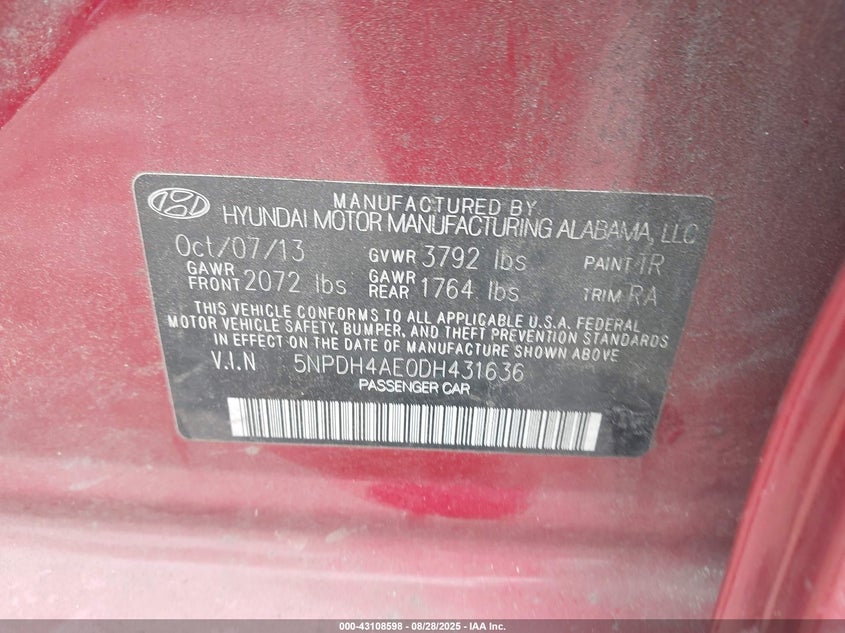 MANUFACTURED BY
HYUNDAI MOTOR MANUFACTURING ALABAMA, LLC
Oct/07/13 GVWR 3792 lbs PAINT 1R
GAWR FRONT 2072 lbs GAWR REAR 1764 lbs TRIM RA
THIS VEHICLE CONFORMS TO ALL APPLICABLE U.S.A. FEDERAL
MOTOR VEHICLE SAFETY, BUMPER, AND THEFT PREVENTION STANDARDS
IN EFFECT ON THE DATE OF MANUFACTURE SHOWN ABOVE.
V.I.N 5NPDH4AE0DH431636
PASSENGER CAR
000-43108598 - 08/28/2025 - IAA Inc.